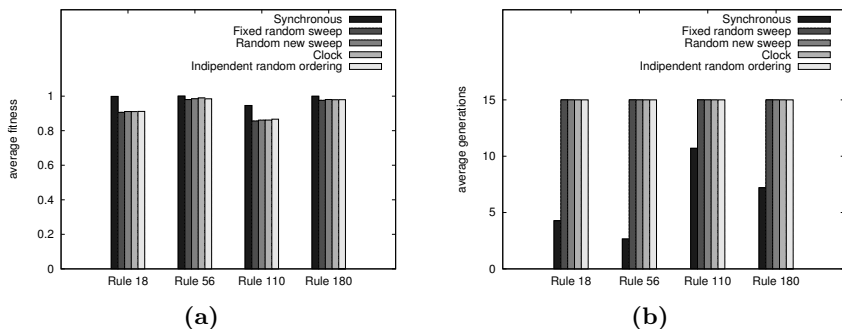 Synchronous
Fixed random sweep
Random new sweep
Clock
Indipendent random ordering
average fitness
1
0.8
0.6
0.4
0.2
0
Rule 18 Rule 56 Rule 110 Rule 180
(a)
Synchronous
Fixed random sweep
Random new sweep
Clock
Indipendent random ordering
average generations
15
10
5
0
Rule 18 Rule 56 Rule 110 Rule 180
(b)